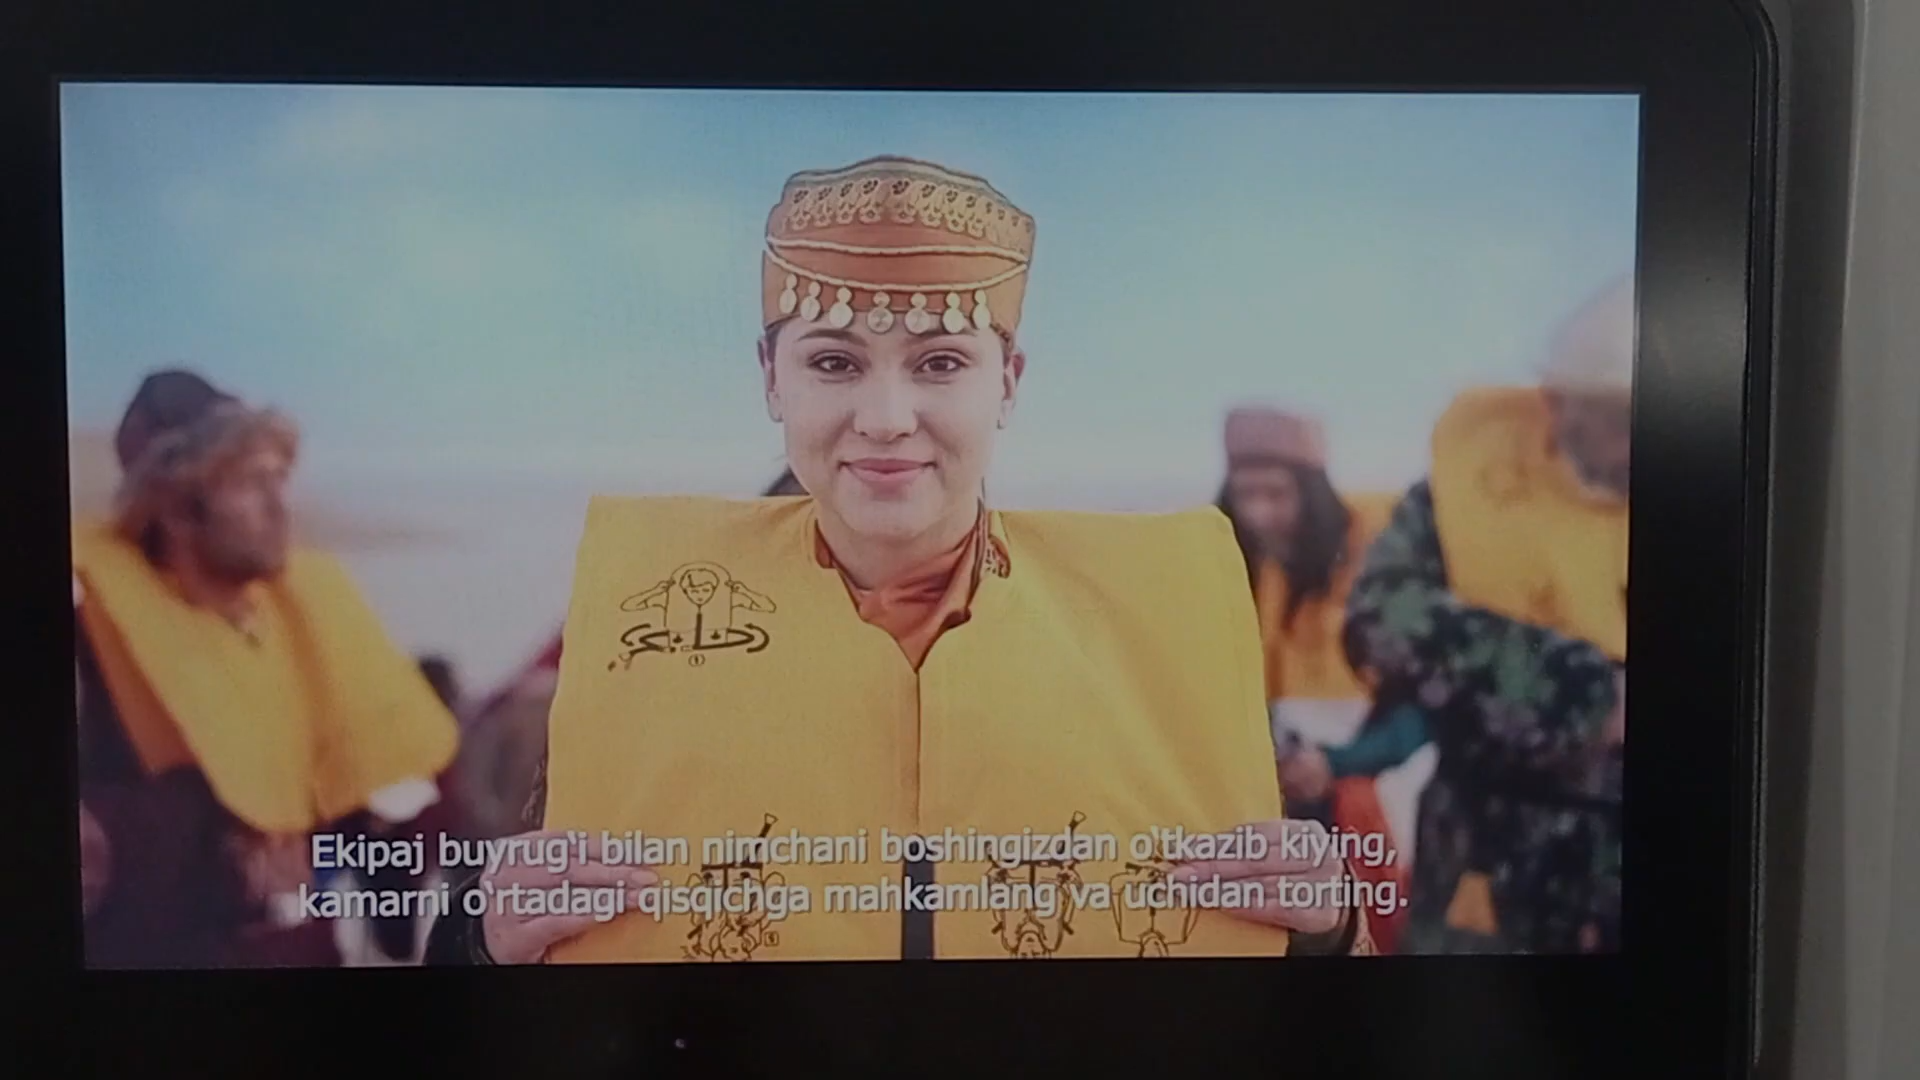 Ekipaj buyrug‘i bilan nimchani boshingizdan o‘tkazib kiying,
kamarni o‘rtadagi qisqichga mahkamlang va uchidan torting.